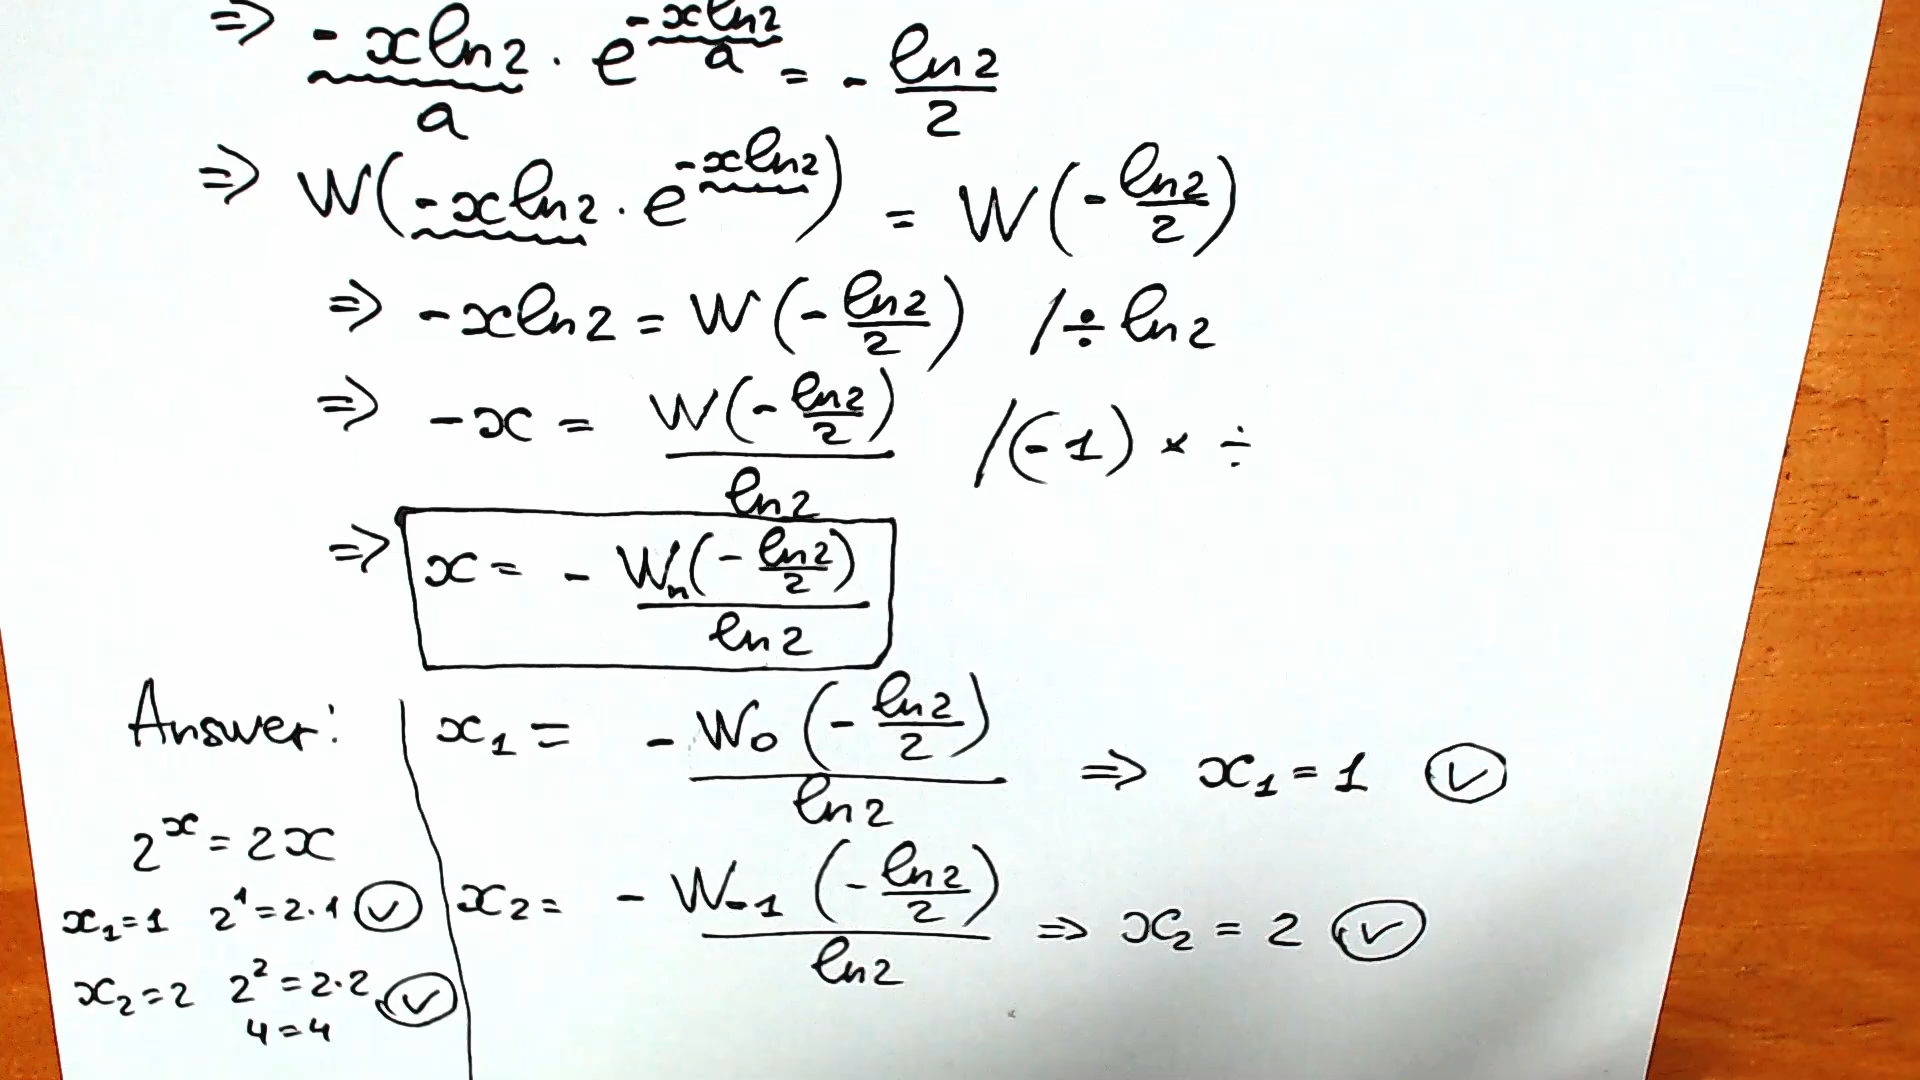 => -xln2/a · e^(-xln2/a) = - ln2/2
=> W(-xln2 · e^(-xln2)) = W(-ln2/2)
=> -xln2 = W(-ln2/2) /÷ ln2
=> -x = W(-ln2/2)/ln2 /(-1) × ÷
=> x = - Wn(-ln2/2)/ln2
Answer:
2^x = 2x
x₁=1 2^1=2·1 ✓
x₂=2 2^2=2·2 ✓
4=4
x₁ = -W₀(-ln2/2)/ln2 => x₁=1 ✓
x₂= - W₋₁(-ln2/2)/ln2 => x₂ = 2 ✓